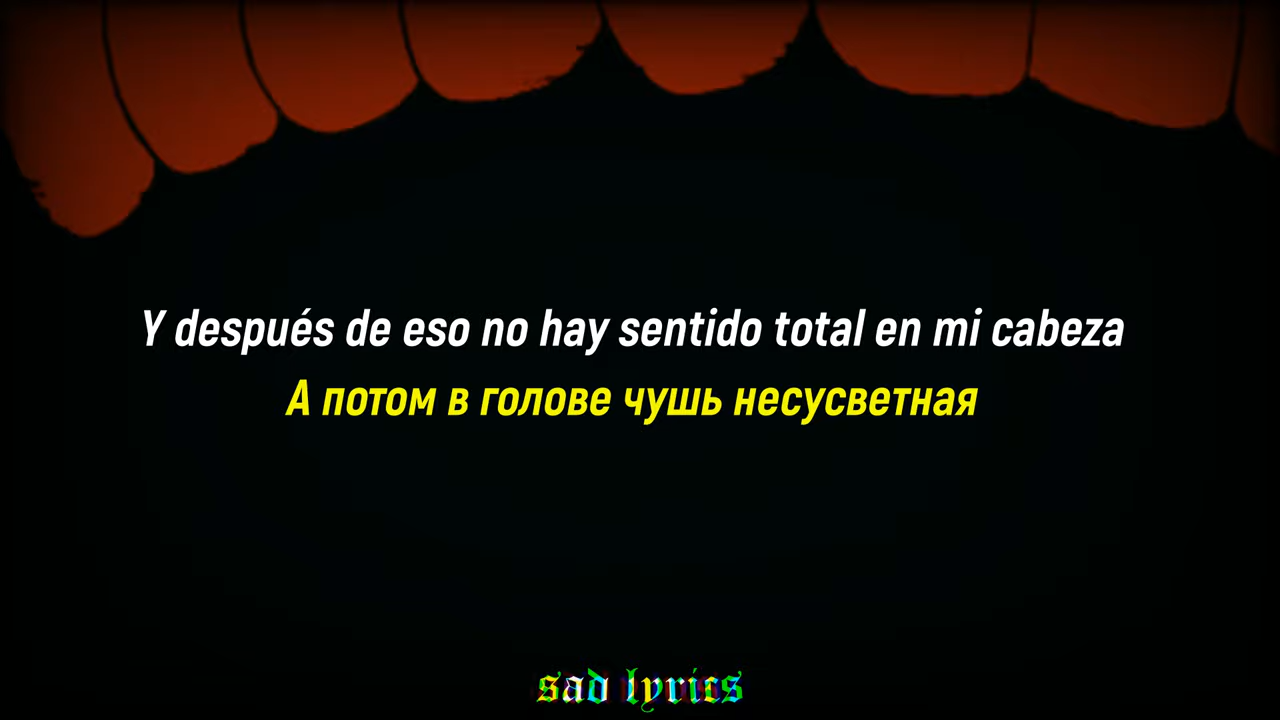 Y después de eso no hay sentido total en mi cabeza
А потом в голове чушь несусветная
sad lyrics